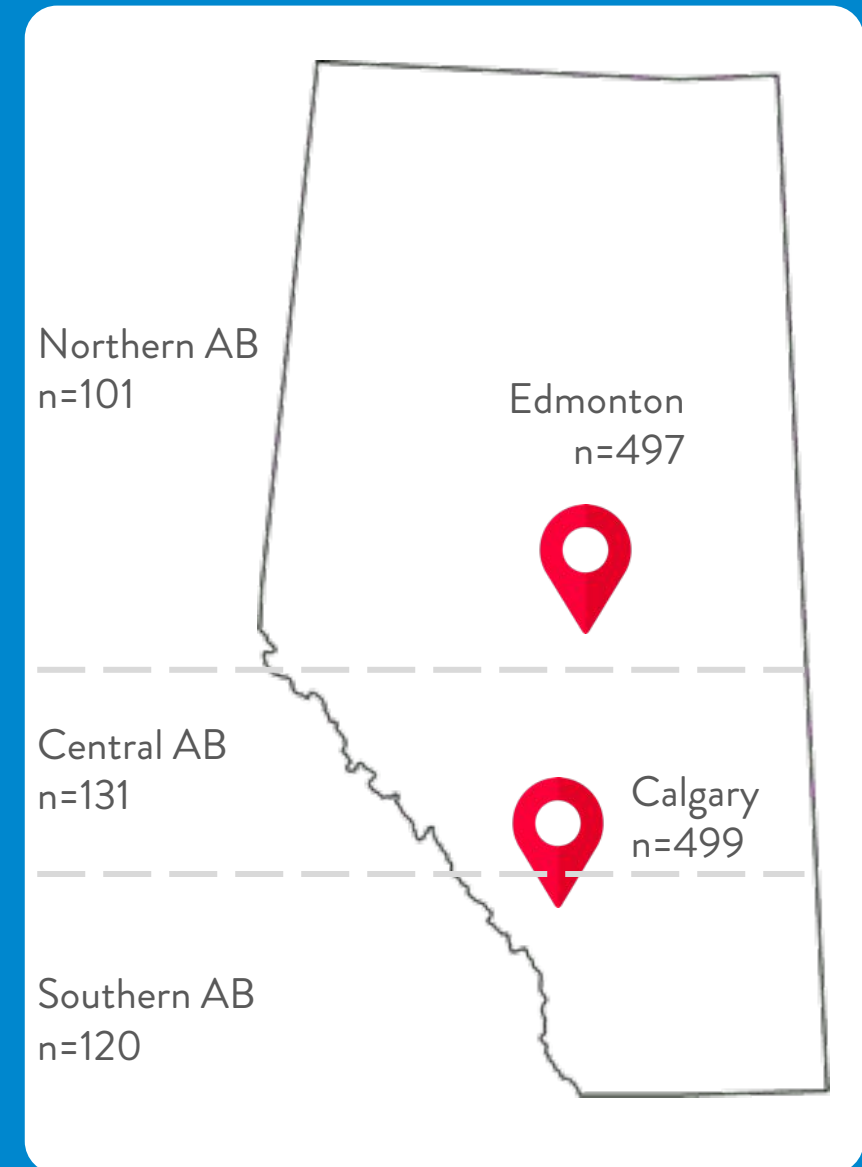 Northern AB
n=101
Edmonton
n=497
Central AB
n=131
Calgary
n=499
Southern AB
n=120